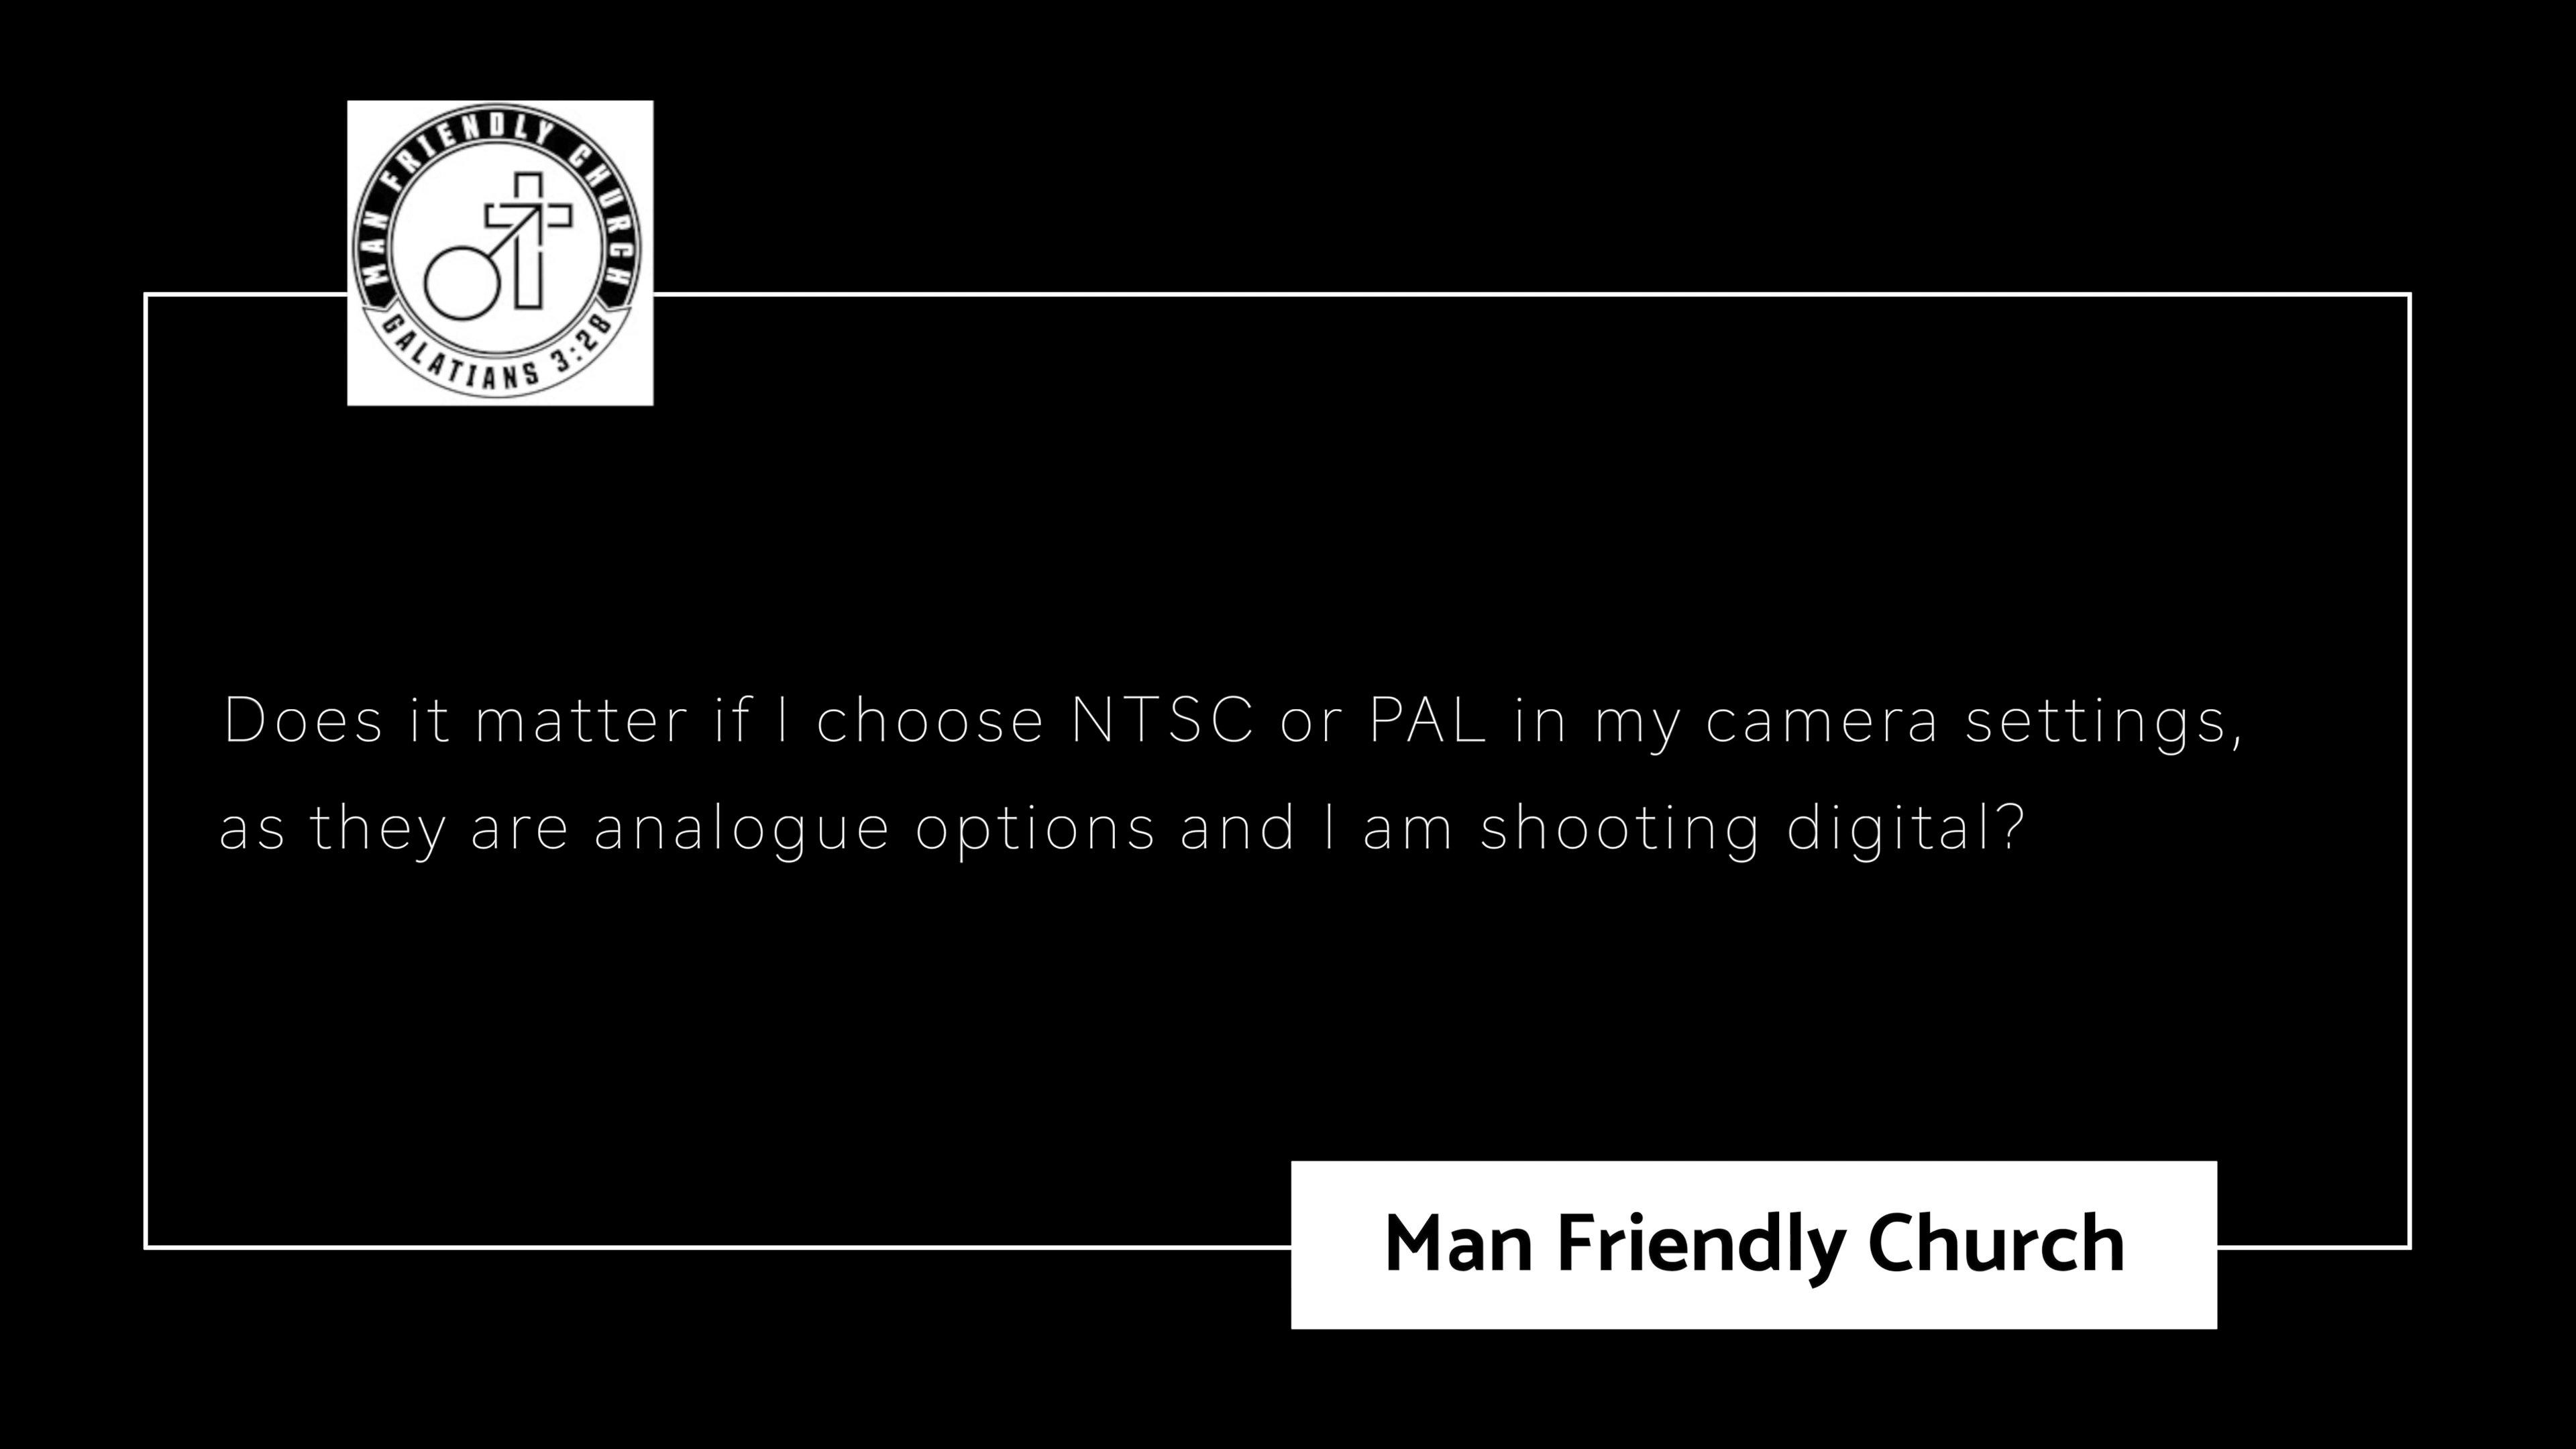 MAN FRIENDLY CHURCH
GALATIANS 3:28
Does it matter if I choose NTSC or PAL in my camera settings,
as they are analogue options and I am shooting digital?
Man Friendly Church